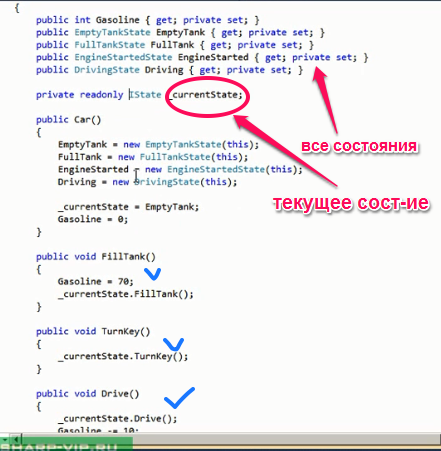 {
public int Gasoline { get; private set; }
public EmptyTankState EmptyTank { get; private set; }
public FullTankState FullTank { get; private set; }
public EngineStartedState EngineStarted { get; private set; }
public DrivingState Driving { get; private set; }
private readonly IState _currentState;
все состояния
public Car()
{
EmptyTank = new EmptyTankState(this);
FullTank = new FullTankState(this);
EngineStarted = new EngineStartedState(this);
Driving = new DrivingState(this);
текущее сост-ие
_currentState = EmptyTank;
Gasoline = 0;
}
public void FillTank()
{
Gasoline = 70;
_currentState.FillTank();
}
public void TurnKey()
{
_currentState.TurnKey();
}
public void Drive()
{
_currentState.Drive();
Gasoline -= 10;
SHARP-VIP.RU